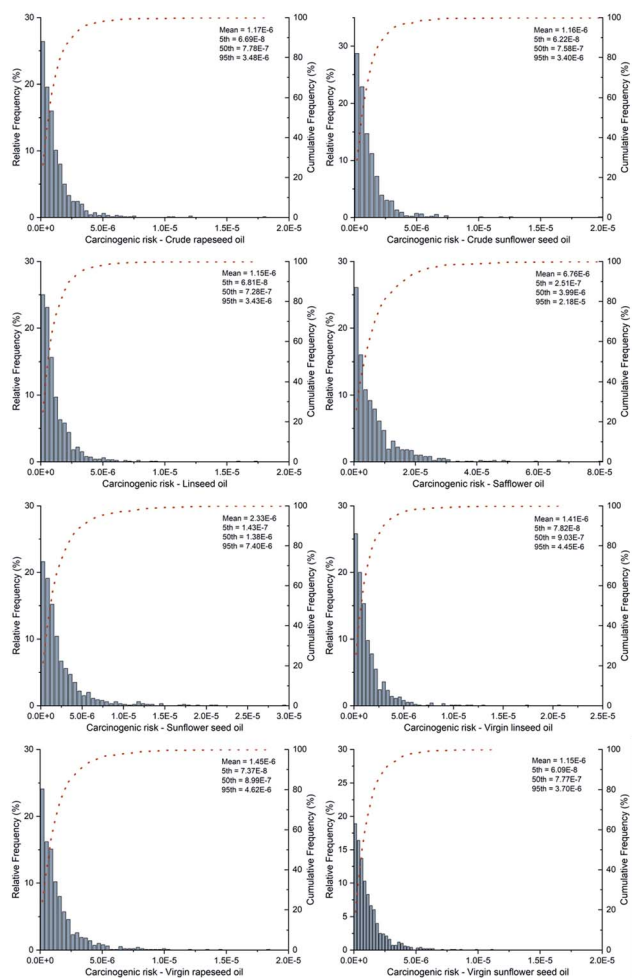 Relative Frequency (%)
30
20
10
0
Mean = 1.17E-6
5th = 6.69E-8
50th = 7.78E-7
95th = 3.48E-6
100
80
60
40
20
0
Cumulative Frequency (%)
0.0E+0 5.0E-6 1.0E-5 1.5E-5 2.0E-5
Carcinogenic risk - Crude rapeseed oil
Relative Frequency (%)
30
20
10
0
Mean = 1.16E-6
5th = 6.22E-8
50th = 7.58E-7
95th = 3.40E-6
100
80
60
40
20
0
Cumulative Frequency (%)
0.0E+0 5.0E-6 1.0E-5 1.5E-5 2.0E-5
Carcinogenic risk - Crude sunflower seed oil
Relative Frequency (%)
30
20
10
0
Mean = 1.15E-6
5th = 6.81E-8
50th = 7.28E-7
95th = 3.43E-6
100
80
60
40
20
0
Cumulative Frequency (%)
0.0E+0 5.0E-6 1.0E-5 1.5E-5 2.0E-5
Carcinogenic risk - Linseed oil
Relative Frequency (%)
30
20
10
0
Mean = 6.76E-6
5th = 2.51E-7
50th = 3.99E-6
95th = 2.18E-5
100
80
60
40
20
0
Cumulative Frequency (%)
0.0E+0 2.0E-5 4.0E-5 6.0E-5 8.0E-5
Carcinogenic risk - Safflower oil
Relative Frequency (%)
30
20
10
0
Mean = 2.33E-6
5th = 1.43E-7
50th = 1.38E-6
95th = 7.40E-6
100
80
60
40
20
0
Cumulative Frequency (%)
0.0E+0 5.0E-6 1.0E-5 1.5E-5 2.0E-5 2.5E-5 3.0E-5
Carcinogenic risk - Sunflower seed oil
Relative Frequency (%)
30
20
10
0
Mean = 1.41E-6
5th = 7.82E-8
50th = 9.03E-7
95th = 4.45E-6
100
80
60
40
20
0
Cumulative Frequency (%)
0.0E+0 5.0E-6 1.0E-5 1.5E-5 2.0E-5 2.5E-5
Carcinogenic risk - Virgin linseed oil
Relative Frequency (%)
30
20
10
0
Mean = 1.45E-6
5th = 7.37E-8
50th = 8.99E-7
95th = 4.62E-6
100
80
60
40
20
0
Cumulative Frequency (%)
0.0E+0 5.0E-6 1.0E-5 1.5E-5 2.0E-5 2.5E-5
Carcinogenic risk - Virgin rapeseed oil
Relative Frequency (%)
30
25
20
15
10
5
0
Mean = 1.15E-6
5th = 6.09E-8
50th = 7.77E-7
95th = 3.70E-6
100
80
60
40
20
0
Cumulative Frequency (%)
0.0E+0 5.0E-6 1.0E-5 1.5E-5 2.0E-5 2.5E-5
Carcinogenic risk - Virgin sunflower seed oil